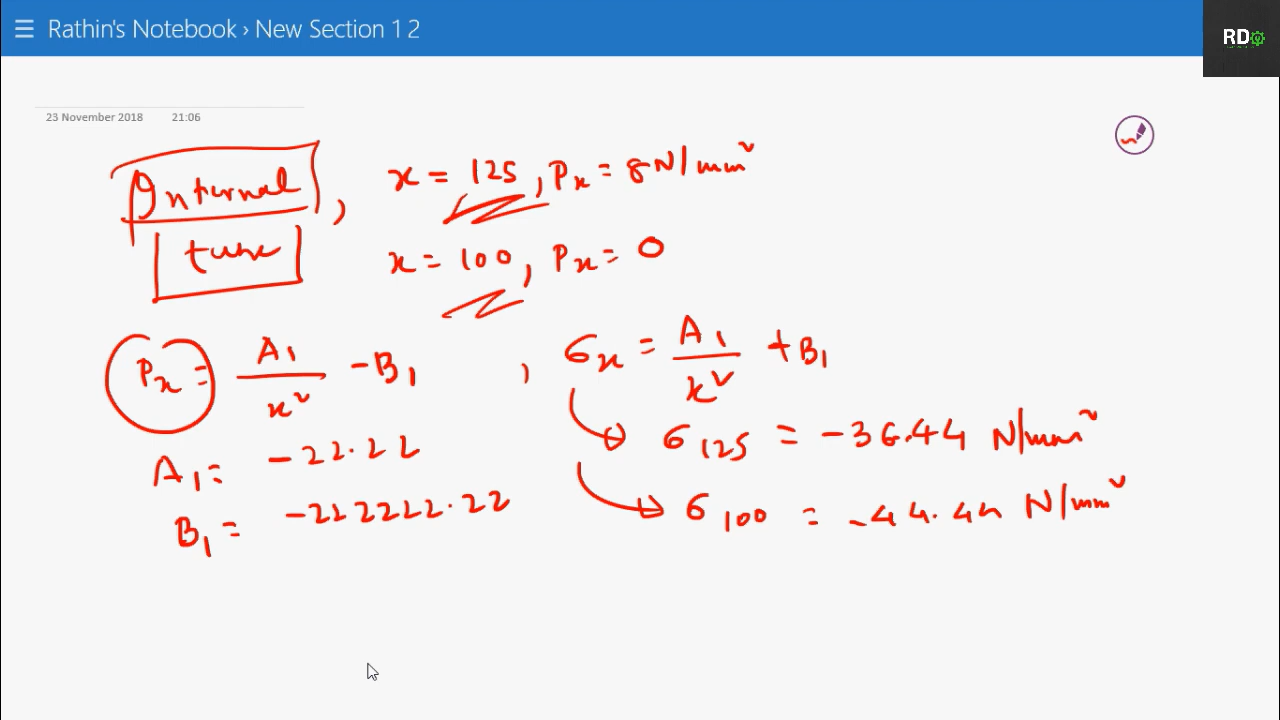 Rathin's Notebook › New Section 1 2
RD
23 November 2018 21:06
Internal
tube
, x = 125 , Px = 8 N/mm²
x = 100 , Px = 0
Px = A₁/x² - B₁ , σx = A₁/x² + B₁
A₁ = -22.22
B₁ = -222222.22
σ125 = -36.44 N/mm²
σ100 = -44.44 N/mm²